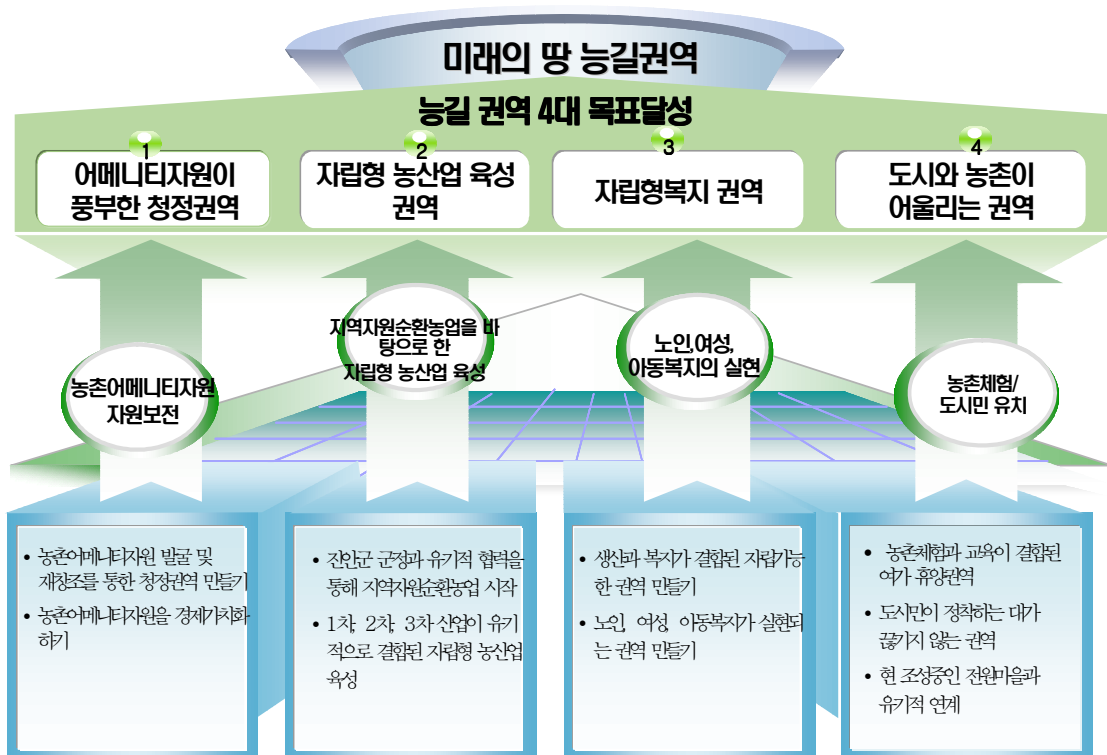 미래의 땅 능길권역
능길 권역 4대 목표달성
1
어메니티자원이
풍부한 청정권역
2
자립형 농산업 육성
권역
3
자립형복지 권역
4
도시와 농촌이
어울리는 권역
농촌어메니티자원
자원보전
지역자원순환농업을 바
탕으로 한
자립형 농산업 육성
노인,여성,
아동복지의 실현
농촌체험/
도시민 유치
• 농촌어메니티자원 발굴 및
재창조를 통한 청정권역 만들기
• 농촌어메니티자원을 경제가치화
하기
• 진안군 군정과 유기적 협력을
통해 지역자원순환농업 시작
• 1차, 2차, 3차 산업이 유기
적으로 결합된 자립형 농산업
육성
• 생산과 복지가 결합된 자립가능
한 권역 만들기
• 노인, 여성, 아동복지가 실현되
는 권역 만들기
• 농촌체험과 교육이 결합된
여가 휴양권역
• 도시민이 정착하는 대가
끊기지 않는 권역
• 현 조성중인 전원마을과
유기적 연계